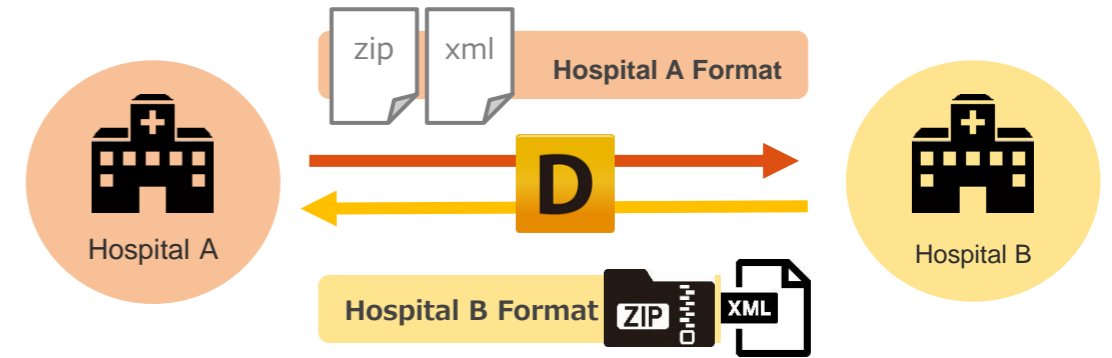 zip
xml
Hospital A Format
D
Hospital A
Hospital B
Hospital B Format
ZIP
XML